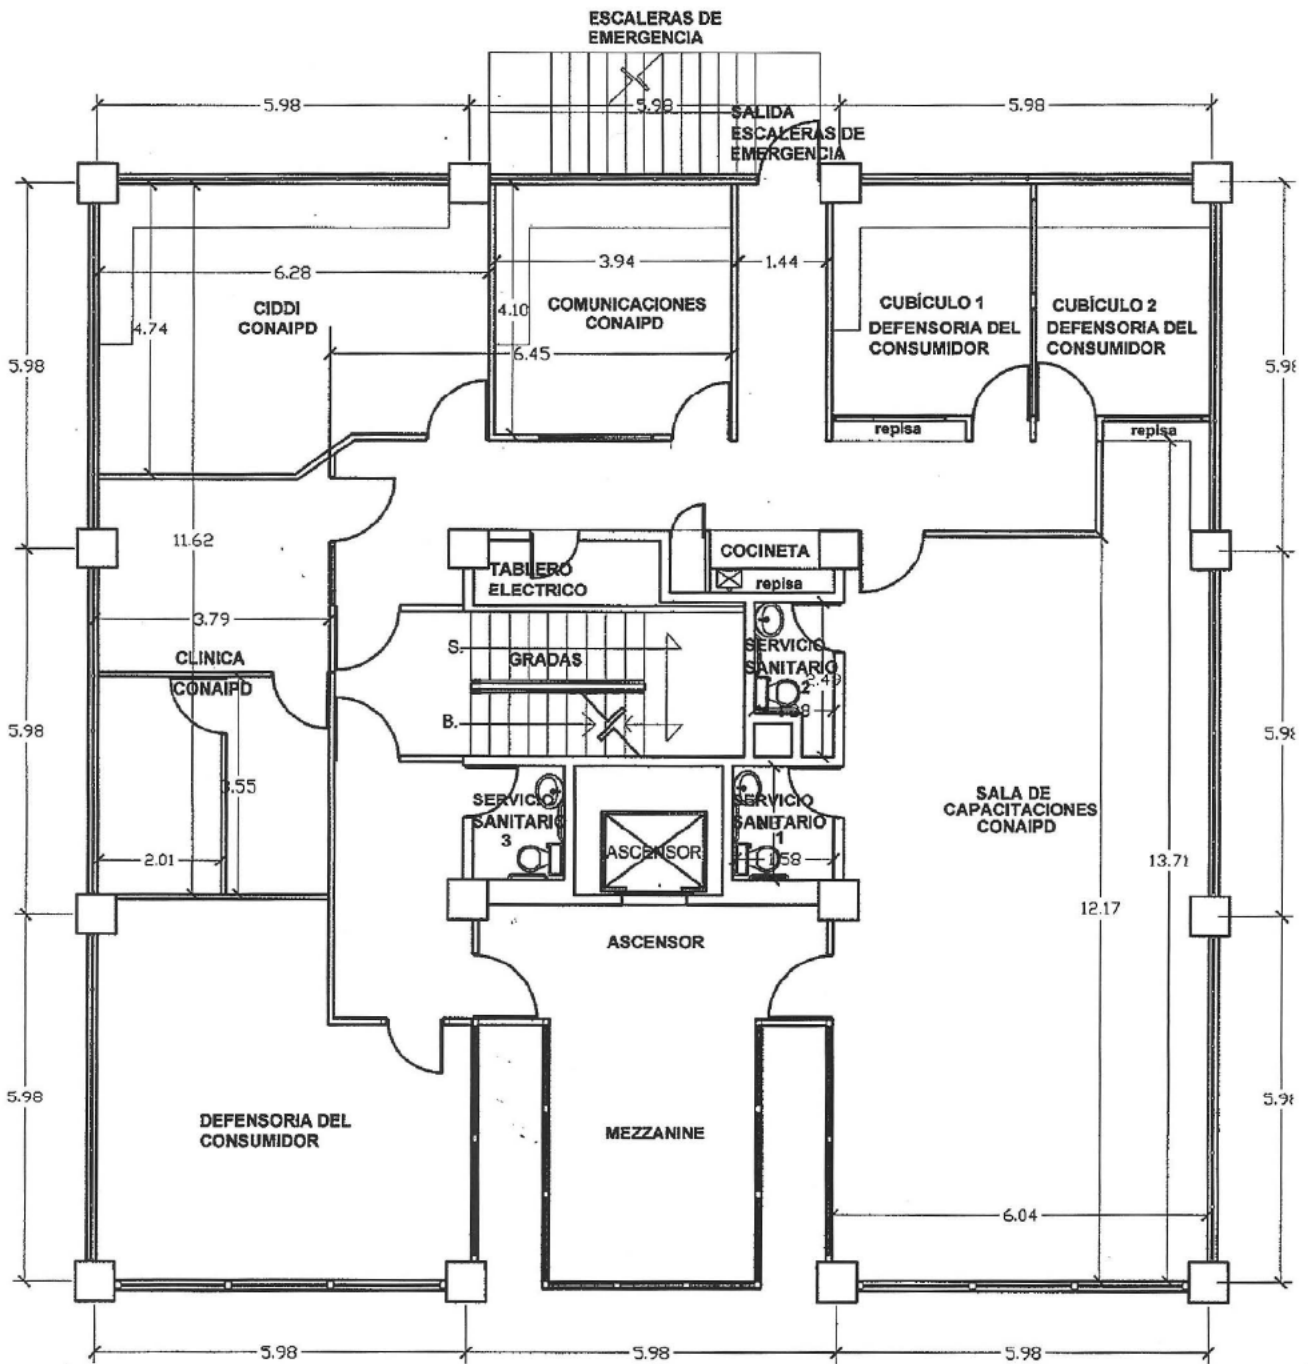 ESCALERAS DE
EMERGENCIA
5.98
5.98
5.98
SALIDA
ESCALERAS DE
EMERGENCIA
6.28
3.94
1.44
CIDDI
CONAIPD
4.74
4.10
COMUNICACIONES
CONAIPD
6.45
CUBÍCULO 1
DEFENSORIA DEL
CONSUMIDOR
CUBÍCULO 2
DEFENSORIA DEL
CONSUMIDOR
5.98
5.98
repisa
repisa
11.62
TABLERO
ELECTRICO
COCINETA
repisa
3.79
CLINICA
CONAIPD
S.
GRADAS
B.
SERVICIO
SANITARIO
2
2.49
5.98
5.98
3.55
2.01
SERVICIO
SANITARIO
3
ASCENSOR
SERVICIO
SANITARIO
1
1.58
SALA DE
CAPACITACIONES
CONAIPD
13.71
12.17
ASCENSOR
5.98
5.98
DEFENSORIA DEL
CONSUMIDOR
MEZZANINE
6.04
5.98
5.98
5.98